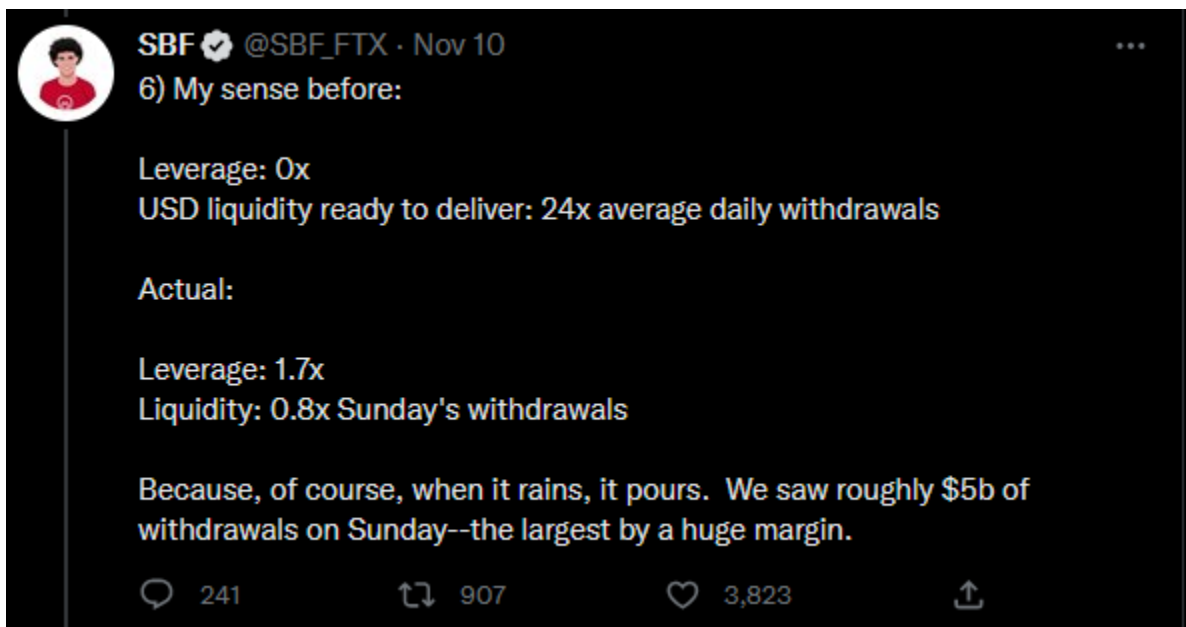 SBF @SBF_FTX · Nov 10
6) My sense before:
Leverage: 0x
USD liquidity ready to deliver: 24x average daily withdrawals
Actual:
Leverage: 1.7x
Liquidity: 0.8x Sunday's withdrawals
Because, of course, when it rains, it pours.  We saw roughly $5b of
withdrawals on Sunday--the largest by a huge margin.
241 907 3,823